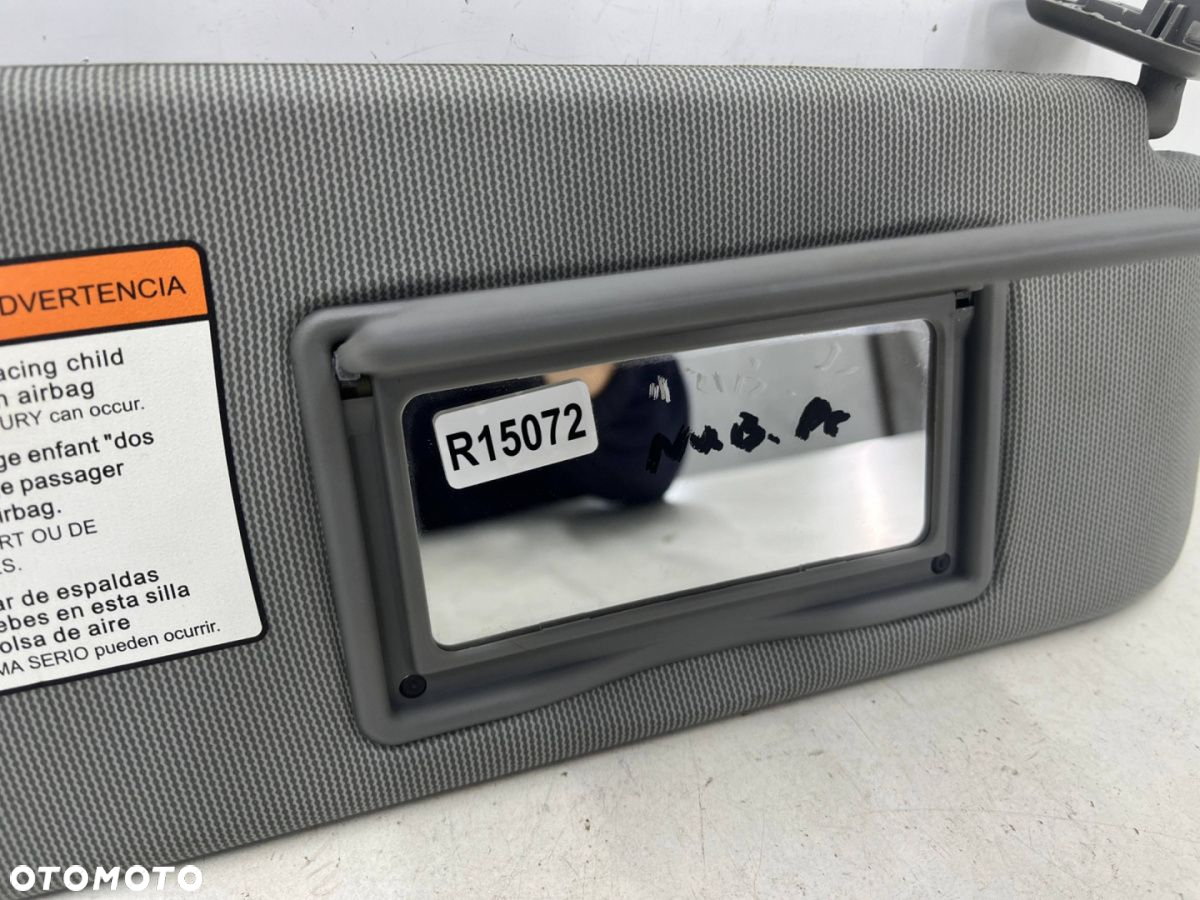 DVERTENCIA
acing child
n airbag
URY can occur.
ge enfant "dos
e passager
irbag.
RT OU DE
S.
ar de espaldas
ebes en esta silla
olsa de aire
MA SERIO pueden ocurrir.
R15072
OTOMOTO